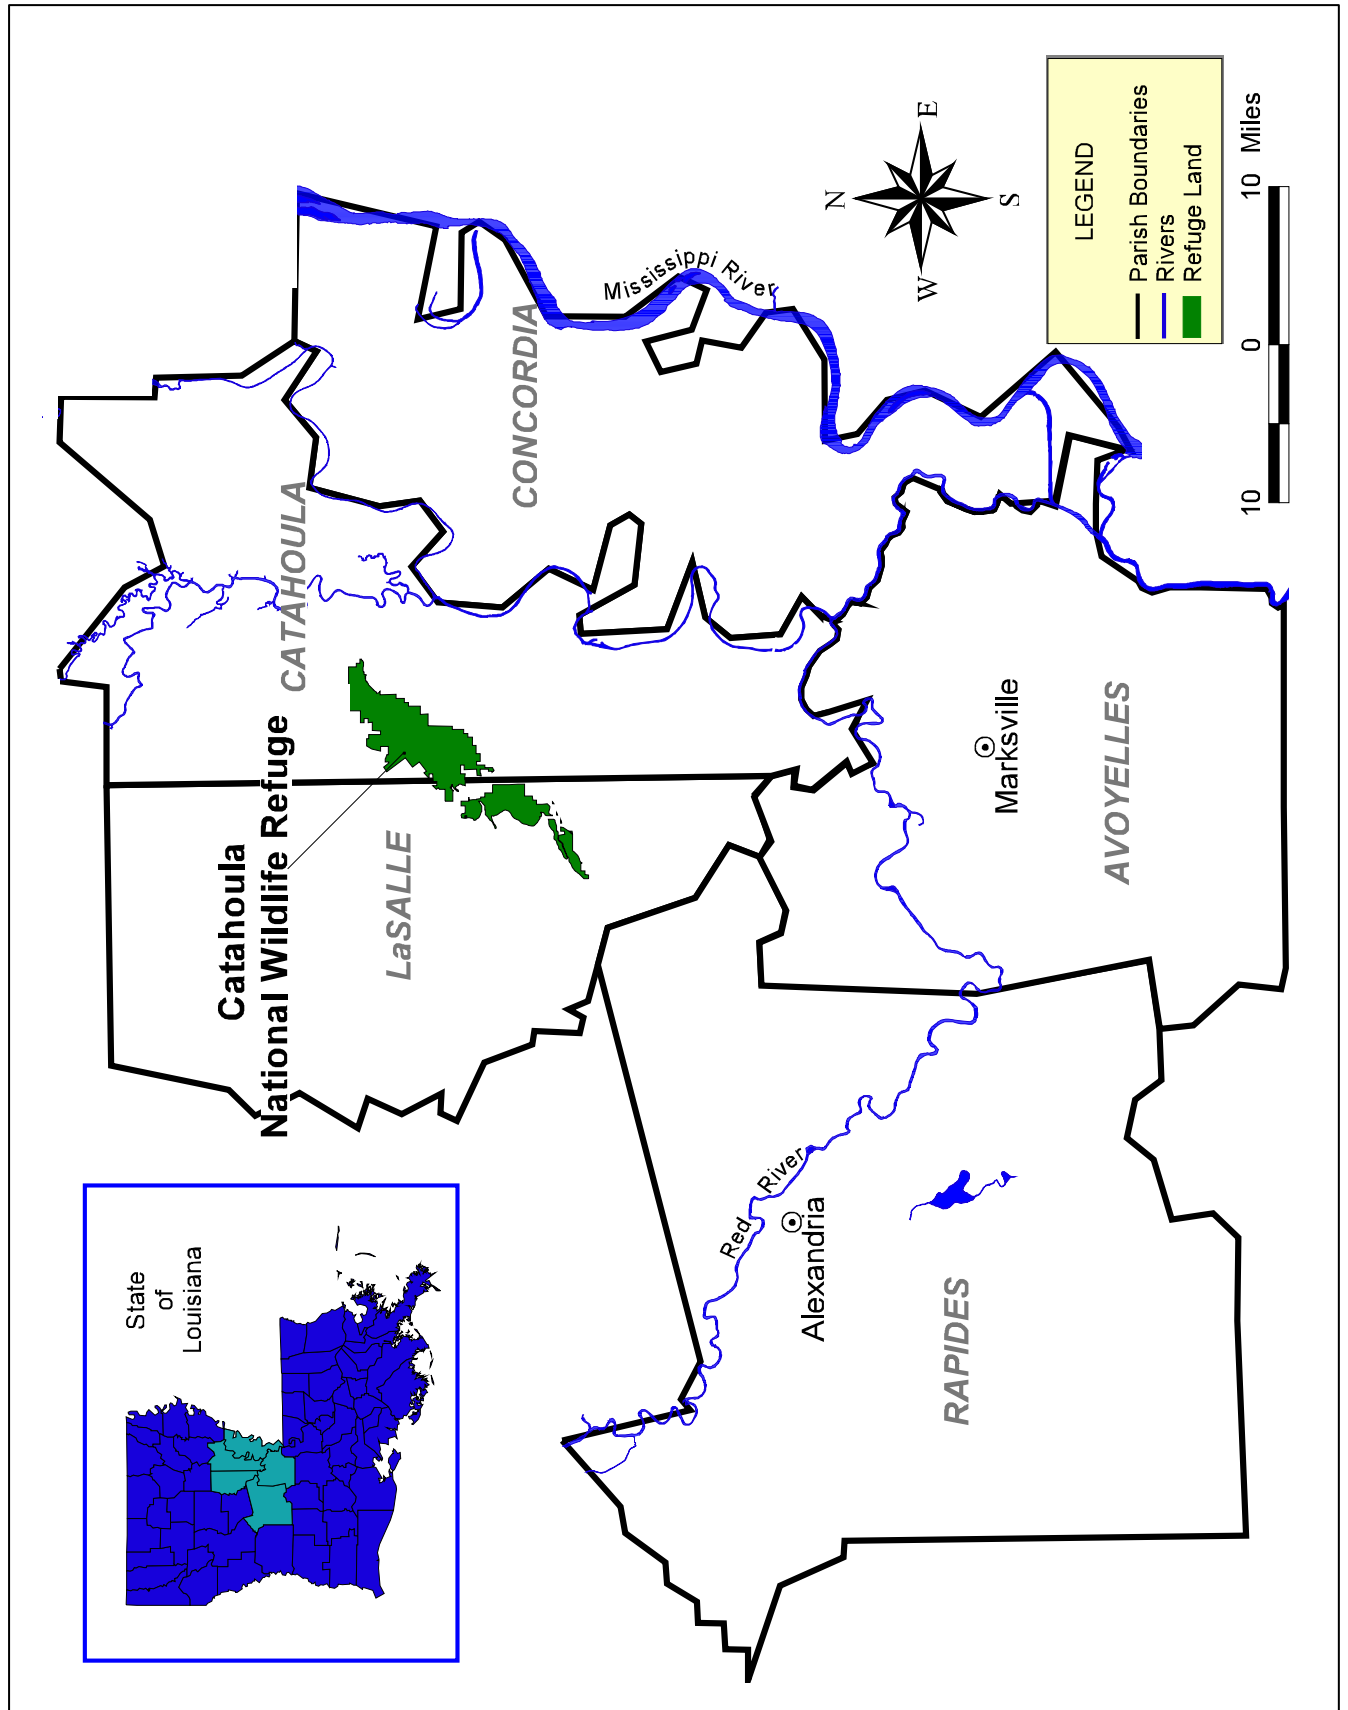 State
of
Louisiana
Catahoula
National Wildlife Refuge
LaSALLE
CATAHOULA
CONCORDIA
Mississippi River
Red River
Alexandria
RAPIDES
Marksville
AVOYELLES
N
W
E
S
LEGEND
Parish Boundaries
Rivers
Refuge Land
10 0 10 Miles